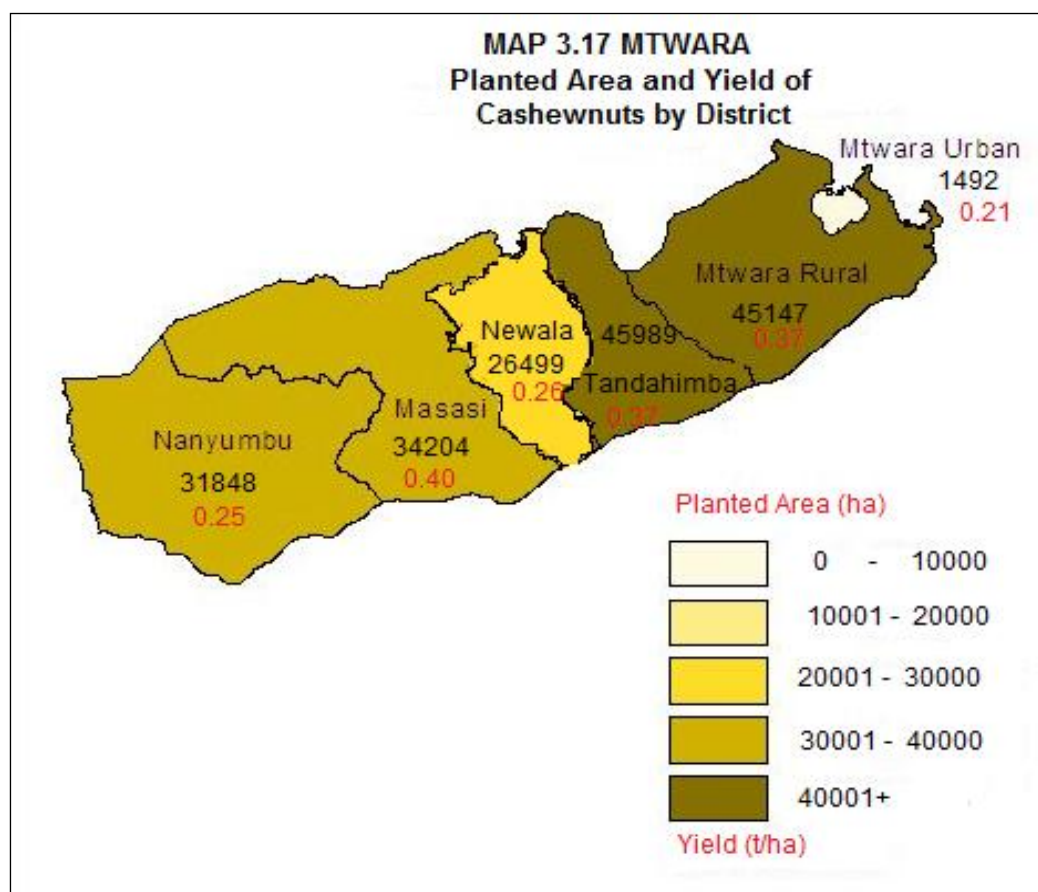 MAP 3.17 MTWARA
Planted Area and Yield of
Cashewnuts by District
Mtwara Urban
1492
0.21
Mtwara Rural
45147
0.37
45989
Tandahimba
0.37
Newala
26499
0.26
Masasi
34204
0.40
Nanyumbu
31848
0.25
Planted Area (ha)
0 - 10000
10001 - 20000
20001 - 30000
30001 - 40000
40001+
Yield (t/ha)